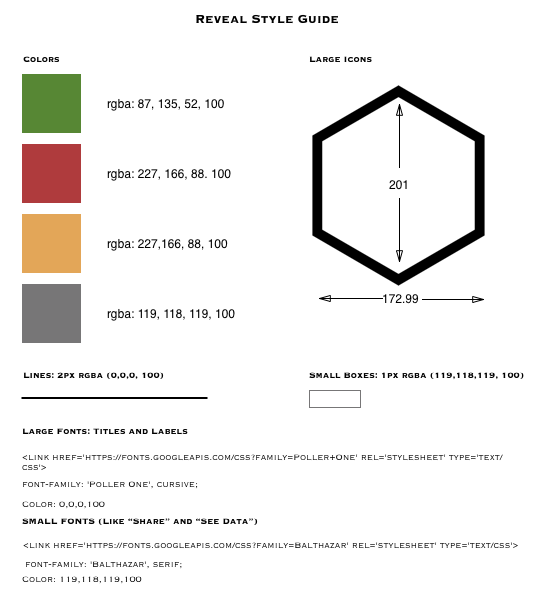 Reveal Style Guide
Colors
Large Icons
rgba: 87, 135, 52, 100
rgba: 227, 166, 88. 100
201
rgba: 227,166, 88, 100
172.99
rgba: 119, 118, 119, 100
Lines: 2px rgba (0,0,0, 100)
Small Boxes: 1px rgba (119,118,119, 100)
Large Fonts: Titles and Labels
<link href='https://fonts.googleapis.com/css?family=Poller+One' rel='stylesheet' type='text/
css'>
font-family: 'Poller One', cursive;
Color: 0,0,0,100
Small Fonts (like “Share” and “See Data”)
<link href='https://fonts.googleapis.com/css?family=Balthazar' rel='stylesheet' type='text/css'>
font-family: 'Balthazar', serif;
Color: 119,118,119,100